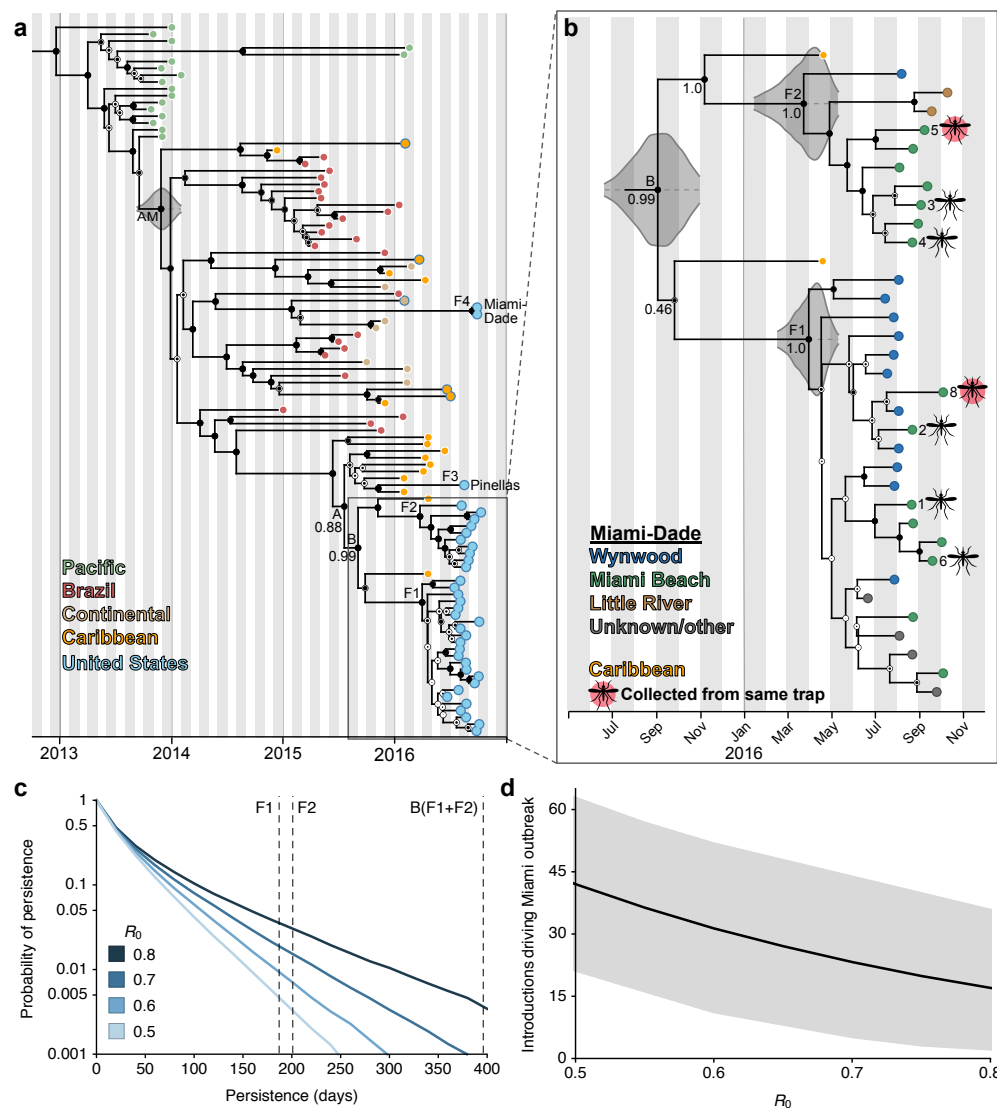 a
AM
F4
Miami-
Dade
F3
Pinellas
A
0.88
B
0.99
F2
F1
Pacific
Brazil
Continental
Caribbean
United States
2013
2014
2015
2016
b
1.0
F2
1.0
5
B
0.99
3
4
0.46
F1
1.0
8
2
1
6
Miami-Dade
Wynwood
Miami Beach
Little River
Unknown/other
Caribbean
Collected from same trap
Jul
Sep
Nov
Mar
May
Jul
Sep
Nov
2016
c
F1
F2
B(F1+F2)
Probability of persistence
1
0.5
0.1
0.05
0.01
0.005
0.001
R0
0.8
0.7
0.6
0.5
0
50
100
150
200
250
300
350
400
Persistence (days)
d
Introductions driving Miami outbreak
60
45
30
15
0
0.5
0.6
0.7
0.8
R0